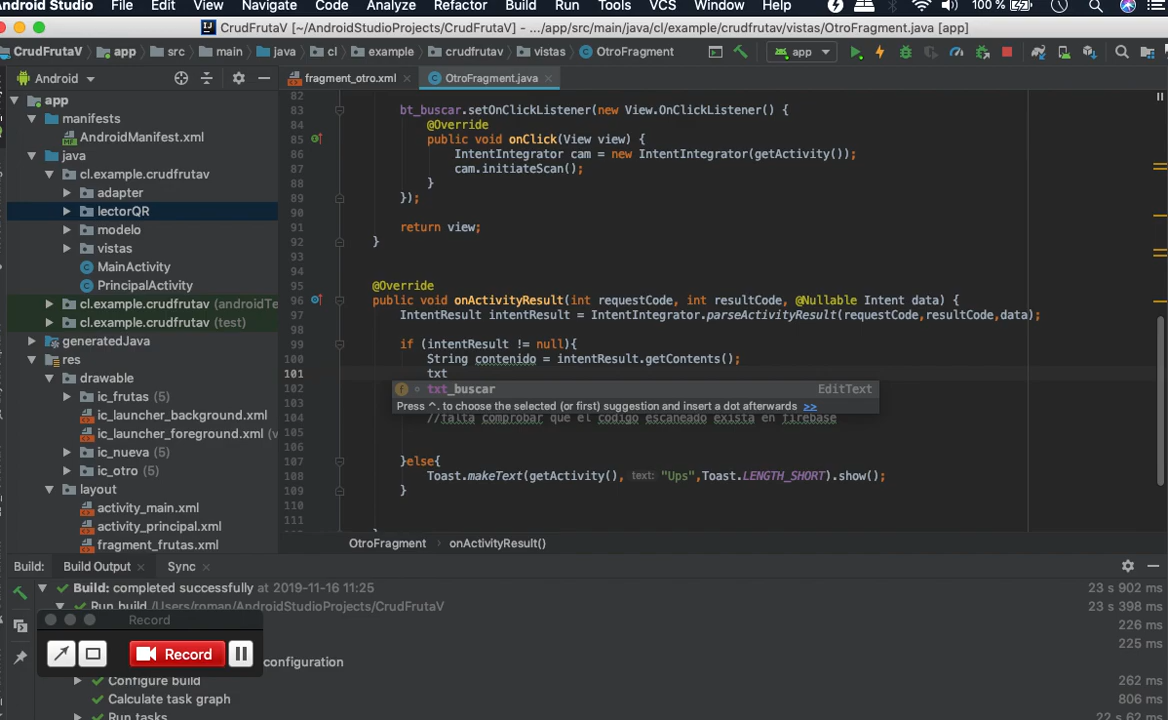 Android Studio File Edit View Navigate Code Analyze Refactor Build Run Tools VCS Window Help 100 %
CrudFrutaV [~/AndroidStudioProjects/CrudFrutaV] - .../app/src/main/java/cl/example/crudfrutav/vistas/OtroFragment.java [app]
CrudFrutaV app src main java cl example crudfrutav vistas OtroFragment app
Android fragment_otro.xml OtroFragment.java
app
manifests
AndroidManifest.xml
java
cl.example.crudfrutav
adapter
lectorQR
modelo
vistas
MainActivity
PrincipalActivity
cl.example.crudfrutav (androidTe
cl.example.crudfrutav (test)
generatedJava
res
drawable
ic_frutas (5)
ic_launcher_background.xml
ic_launcher_foreground.xml (v
ic_nueva (5)
ic_otro (5)
layout
activity_main.xml
activity_principal.xml
fragment_frutas.xml
82
83 bt_buscar.setOnClickListener(new View.OnClickListener() {
84 @Override
85 public void onClick(View view) {
86 IntentIntegrator cam = new IntentIntegrator(getActivity());
87 cam.initiateScan();
88 }
89 });
90
91 return view;
92 }
93
94
95 @Override
96 public void onActivityResult(int requestCode, int resultCode, @Nullable Intent data) {
97 IntentResult intentResult = IntentIntegrator.parseActivityResult(requestCode,resultCode,data);
98
99 if (intentResult != null){
100 String contenido = intentResult.getContents();
101 txt
102 txt_buscar EditText
103 Press ^. to choose the selected (or first) suggestion and insert a dot afterwards >>
104 //falta comprobar que el codigo escaneado exista en firebase
105
106
107 }else{
108 Toast.makeText(getActivity(), text: "Ups",Toast.LENGTH_SHORT).show();
109 }
110
111
OtroFragment onActivityResult()
Build: Build Output Sync
Build: completed successfully at 2019-11-16 11:25 23 s 902 ms
Run build /Users/roman/AndroidStudioProjects/CrudFrutaV 23 s 398 ms
Record 226 ms
Record 225 ms
configuration
Configure build 262 ms
Calculate task graph 806 ms
Run tasks 22 s 62 ms